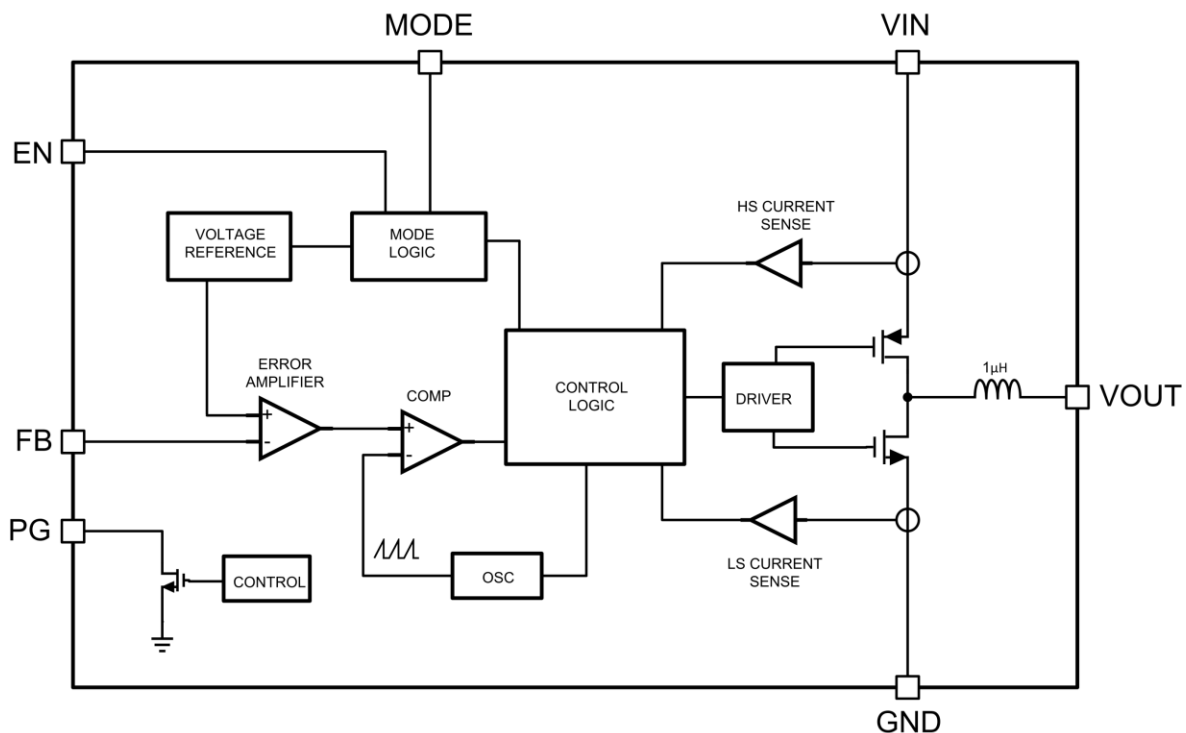 MODE
VIN
EN
HS CURRENT
SENSE
VOLTAGE
REFERENCE
MODE
LOGIC
ERROR
AMPLIFIER
COMP
CONTROL
LOGIC
DRIVER
1µH
VOUT
+
-
+
-
FB
PG
CONTROL
OSC
LS CURRENT
SENSE
GND